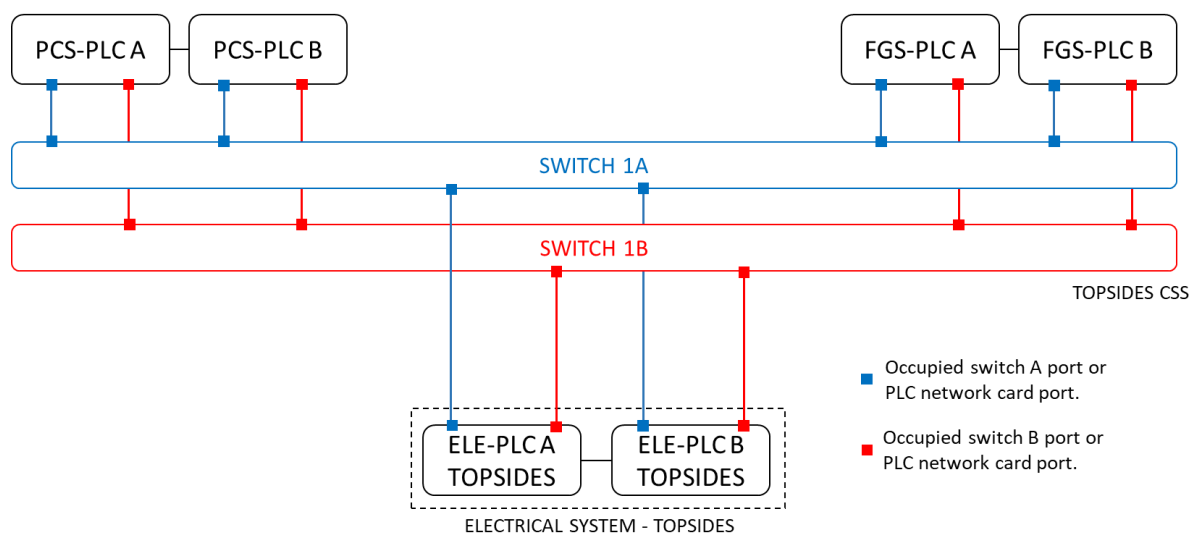 PCS-PLC A
PCS-PLC B
FGS-PLC A
FGS-PLC B
SWITCH 1A
SWITCH 1B
TOPSIDES CSS
Occupied switch A port or
PLC network card port.
Occupied switch B port or
PLC network card port.
ELE-PLC A
TOPSIDES
ELE-PLC B
TOPSIDES
ELECTRICAL SYSTEM - TOPSIDES